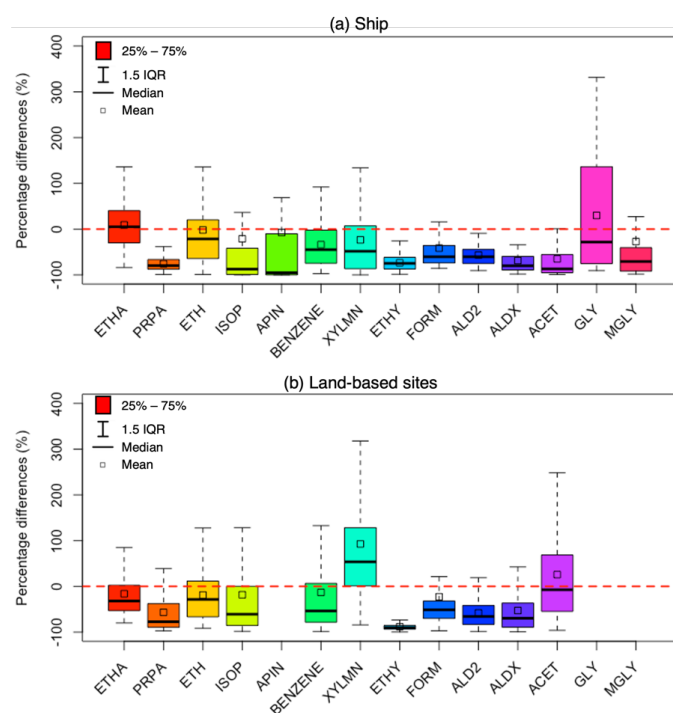 (a) Ship
Percentage differences (%)
400
300
200
100
0
-100
25% – 75%
1.5 IQR
Median
Mean
ETHA
PRPA
ETH
ISOP
APIN
BENZENE
XYLMN
ETHY
FORM
ALD2
ALDX
ACET
GLY
MGLY
(b) Land-based sites
Percentage differences (%)
400
300
200
100
0
-100
25% – 75%
1.5 IQR
Median
Mean
ETHA
PRPA
ETH
ISOP
APIN
BENZENE
XYLMN
ETHY
FORM
ALD2
ALDX
ACET
GLY
MGLY